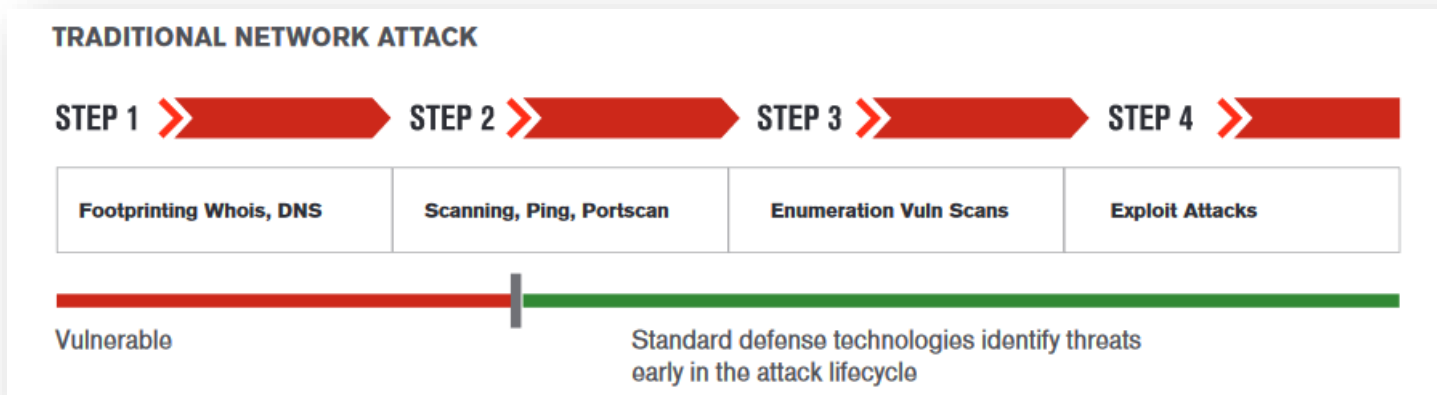 TRADITIONAL NETWORK ATTACK
STEP 1
STEP 2
STEP 3
STEP 4
Footprinting Whois, DNS
Scanning, Ping, Portscan
Enumeration Vuln Scans
Exploit Attacks
Vulnerable
Standard defense technologies identify threats
early in the attack lifecycle